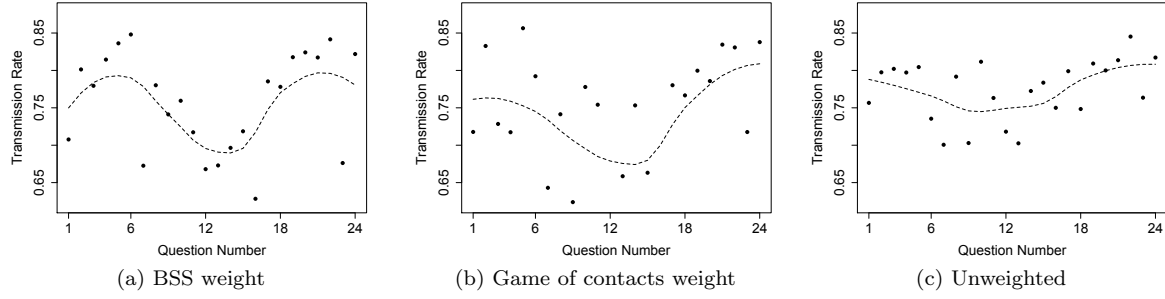 0.85
0.75
0.65
Transmission Rate
1
6
12
18
24
Question Number
(a) BSS weight
0.85
0.75
0.65
Transmission Rate
1
6
12
18
24
Question Number
(b) Game of contacts weight
0.85
0.75
0.65
Transmission Rate
1
6
12
18
24
Question Number
(c) Unweighted